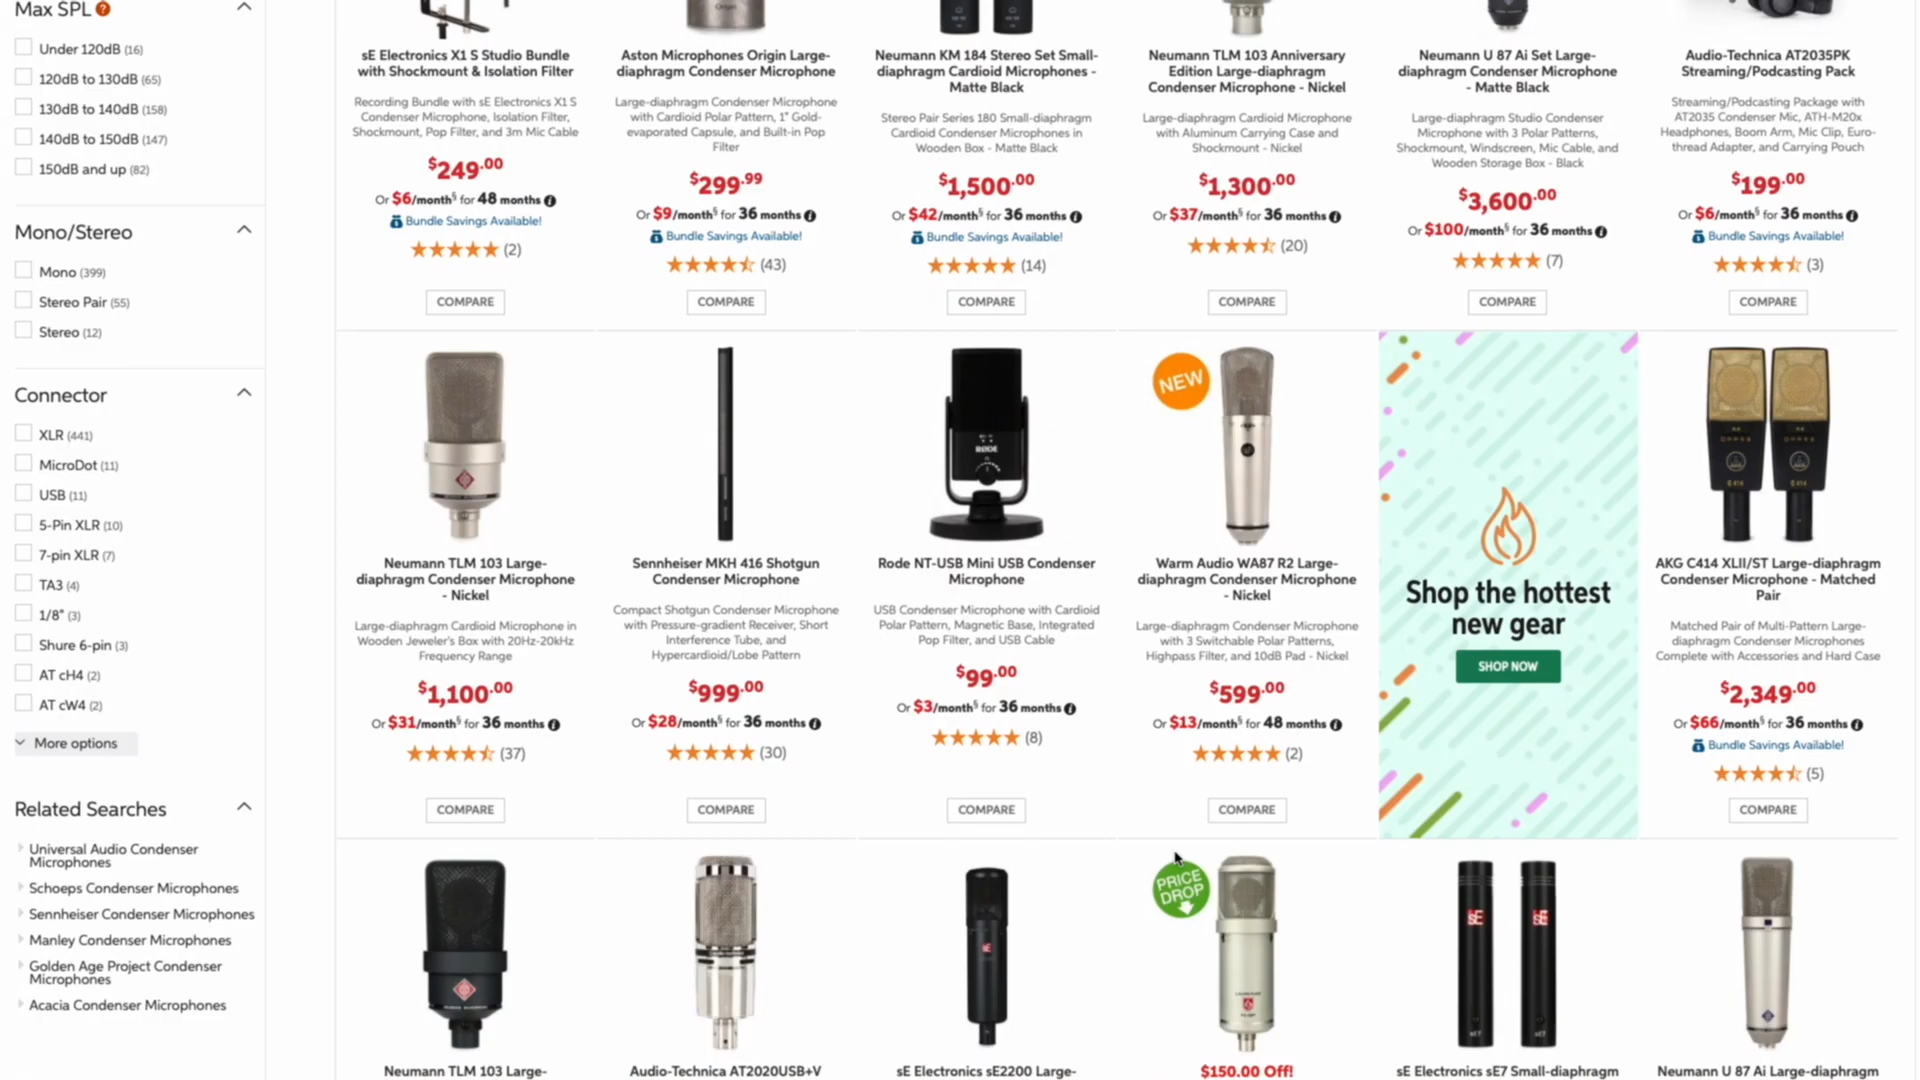 Max SPL ?
Under 120dB (16)
120dB to 130dB (65)
130dB to 140dB (158)
140dB to 150dB (147)
150dB and up (82)
Mono/Stereo
Mono (399)
Stereo Pair (55)
Stereo (12)
Connector
XLR (441)
MicroDot (11)
USB (11)
5-Pin XLR (10)
7-pin XLR (7)
TA3 (4)
1/8" (3)
Shure 6-pin (3)
AT cH4 (2)
AT cW4 (2)
More options
Related Searches
Universal Audio Condenser
Microphones
Schoeps Condenser Microphones
Sennheiser Condenser Microphones
Manley Condenser Microphones
Golden Age Project Condenser
Microphones
Acacia Condenser Microphones
sE Electronics X1 S Studio Bundle
with Shockmount & Isolation Filter
Recording Bundle with sE Electronics X1 S
Condenser Microphone, Isolation Filter,
Shockmount, Pop Filter, and 3m Mic Cable
$249.00
Or $6/month§ for 48 months
Bundle Savings Available!
(2)
COMPARE
Origin
Aston Microphones Origin Large-
diaphragm Condenser Microphone
Large-diaphragm Condenser Microphone
with Cardioid Polar Pattern, 1" Gold-
evaporated Capsule, and Built-in Pop
Filter
$299.99
Or $9/month§ for 36 months
Bundle Savings Available!
(43)
COMPARE
Neumann KM 184 Stereo Set Small-
diaphragm Cardioid Microphones -
Matte Black
Stereo Pair Series 180 Small-diaphragm
Cardioid Condenser Microphones in
Wooden Box - Matte Black
$1,500.00
Or $42/month§ for 36 months
Bundle Savings Available!
(14)
COMPARE
Neumann TLM 103 Anniversary
Edition Large-diaphragm
Condenser Microphone - Nickel
Large-diaphragm Cardioid Microphone
with Aluminum Carrying Case and
Shockmount - Nickel
$1,300.00
Or $37/month§ for 36 months
(20)
COMPARE
Neumann U 87 Ai Set Large-
diaphragm Condenser Microphone
- Matte Black
Large-diaphragm Studio Condenser
Microphone with 3 Polar Patterns,
Shockmount, Windscreen, Mic Cable, and
Wooden Storage Box - Black
$3,600.00
Or $100/month§ for 36 months
(7)
COMPARE
Audio-Technica AT2035PK
Streaming/Podcasting Pack
Streaming/Podcasting Package with
AT2035 Condenser Mic, ATH-M20x
Headphones, Boom Arm, Mic Clip, Euro-
thread Adapter, and Carrying Pouch
$199.00
Or $6/month§ for 36 months
Bundle Savings Available!
(3)
COMPARE
Neumann TLM 103 Large-
diaphragm Condenser Microphone
- Nickel
Large-diaphragm Cardioid Microphone in
Wooden Jeweler's Box with 20Hz-20kHz
Frequency Range
$1,100.00
Or $31/month§ for 36 months
(37)
COMPARE
Sennheiser MKH 416 Shotgun
Condenser Microphone
Compact Shotgun Condenser Microphone
with Pressure-gradient Receiver, Short
Interference Tube, and
Hypercardioid/Lobe Pattern
$999.00
Or $28/month§ for 36 months
(30)
COMPARE
RØDE
Rode NT-USB Mini USB Condenser
Microphone
USB Condenser Microphone with Cardioid
Polar Pattern, Magnetic Base, Integrated
Pop Filter, and USB Cable
$99.00
Or $3/month§ for 36 months
(8)
COMPARE
NEW
Warm Audio WA87 R2 Large-
diaphragm Condenser Microphone
- Nickel
Large-diaphragm Condenser Microphone
with 3 Switchable Polar Patterns,
Highpass Filter, and 10dB Pad - Nickel
$599.00
Or $13/month§ for 48 months
(2)
COMPARE
Shop the hottest
new gear
SHOP NOW
AKG C414 XLII/ST Large-diaphragm
Condenser Microphone - Matched
Pair
Matched Pair of Multi-Pattern Large-
diaphragm Condenser Microphones
Complete with Accessories and Hard Case
$2,349.00
Or $66/month§ for 36 months
Bundle Savings Available!
(5)
COMPARE
Neumann TLM 103 Large-
Audio-Technica AT2020USB+V
sE
sE Electronics sE2200 Large-
PRICE
DROP
$150.00 Off!
sE sE
sE7 sE7
sE Electronics sE7 Small-diaphragm
Neumann U 87 Ai Large-diaphragm